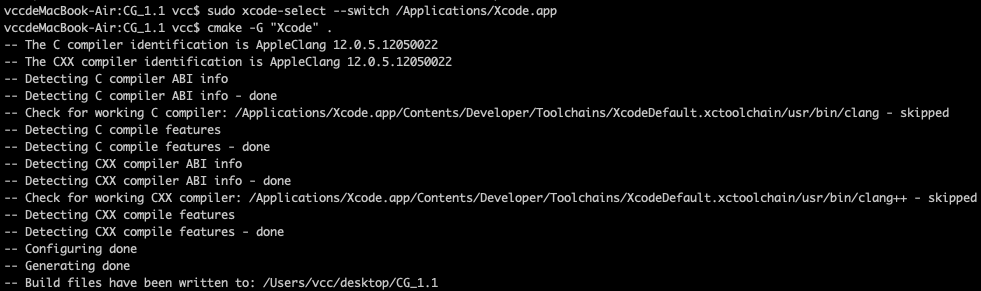 vccdeMacBook-Air:CG_1.1 vcc$ sudo xcode-select --switch /Applications/Xcode.app
vccdeMacBook-Air:CG_1.1 vcc$ cmake -G "Xcode" .
-- The C compiler identification is AppleClang 12.0.5.12050022
-- The CXX compiler identification is AppleClang 12.0.5.12050022
-- Detecting C compiler ABI info
-- Detecting C compiler ABI info - done
-- Check for working C compiler: /Applications/Xcode.app/Contents/Developer/Toolchains/XcodeDefault.xctoolchain/usr/bin/clang - skipped
-- Detecting C compile features
-- Detecting C compile features - done
-- Detecting CXX compiler ABI info
-- Detecting CXX compiler ABI info - done
-- Check for working CXX compiler: /Applications/Xcode.app/Contents/Developer/Toolchains/XcodeDefault.xctoolchain/usr/bin/clang++ - skipped
-- Detecting CXX compile features
-- Detecting CXX compile features - done
-- Configuring done
-- Generating done
-- Build files have been written to: /Users/vcc/desktop/CG_1.1